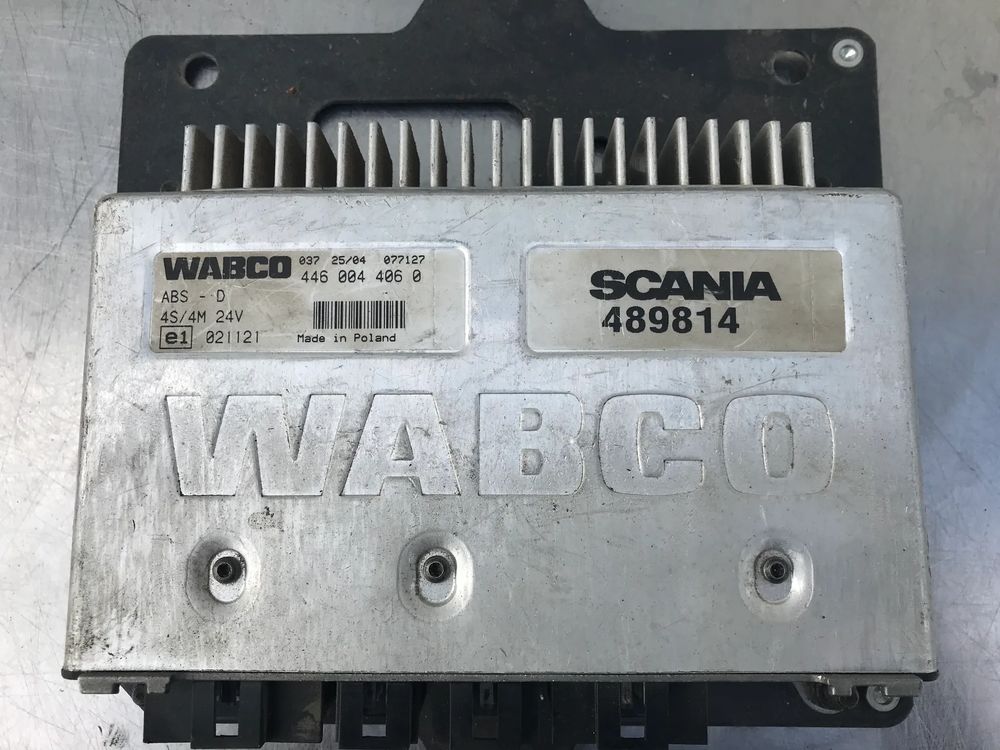 WABCO 037 25/04 077127
446 004 406 0
ABS - D
4S/4M 24V
e1 021121 Made in Poland
SCANIA
489814
WABCO